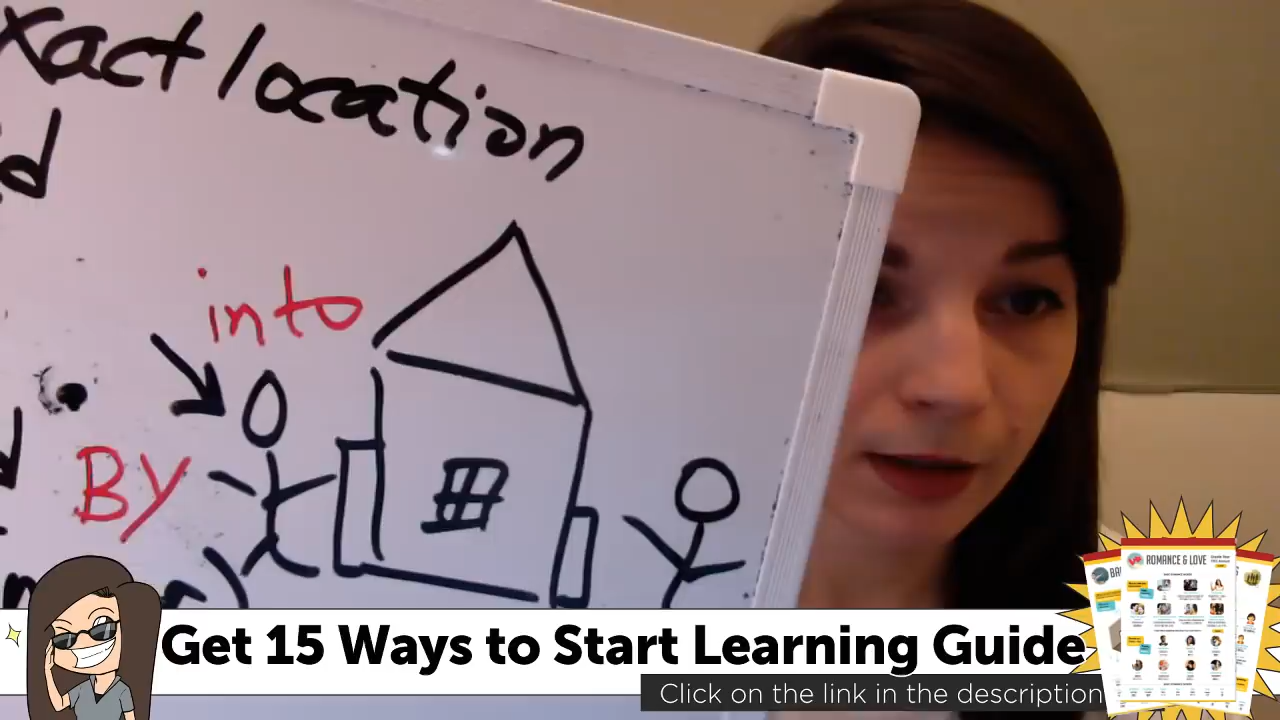 xact location
d
into
BY
Get 15 Ways to Start Learning Guide
Click on the link in the description
ROMANCE & LOVE
BA